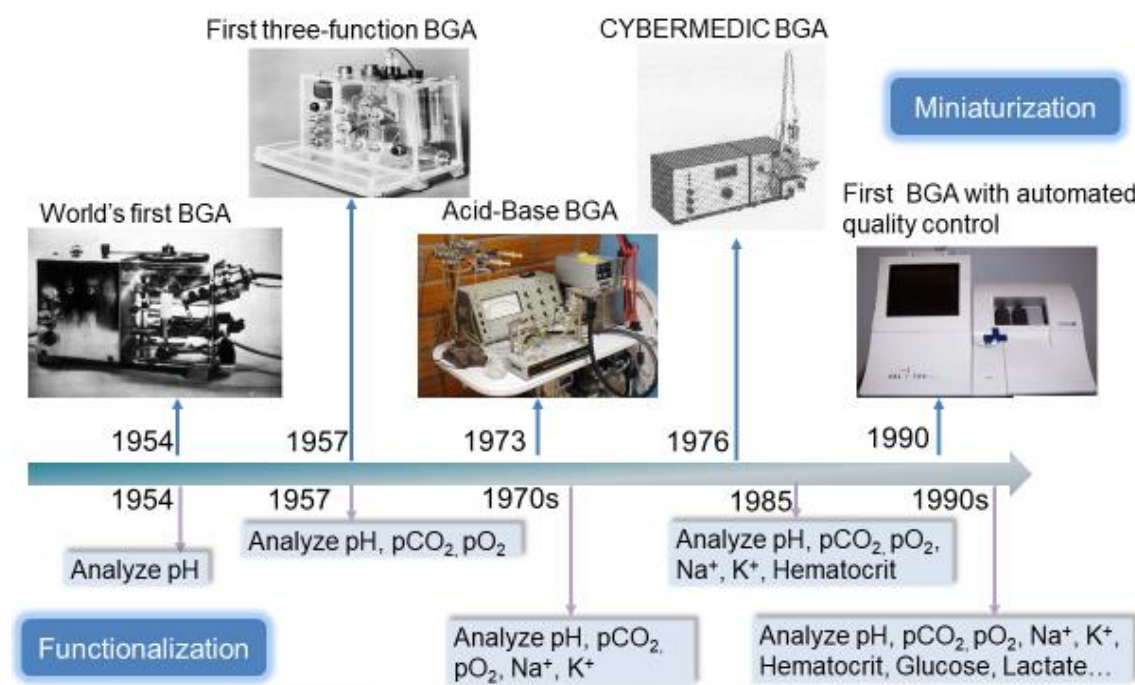 First three-function BGA
CYBERMEDIC BGA
Miniaturization
World's first BGA
Acid-Base BGA
First  BGA with automated
quality control
1954
1957
1973
1976
1990
1954
1957
1970s
1985
1990s
Analyze pH
Analyze pH, pCO₂, pO₂
Analyze pH, pCO₂, pO₂,
Na⁺, K⁺, Hematocrit
Functionalization
Analyze pH, pCO₂,
pO₂, Na⁺, K⁺
Analyze pH, pCO₂, pO₂, Na⁺, K⁺,
Hematocrit, Glucose, Lactate…